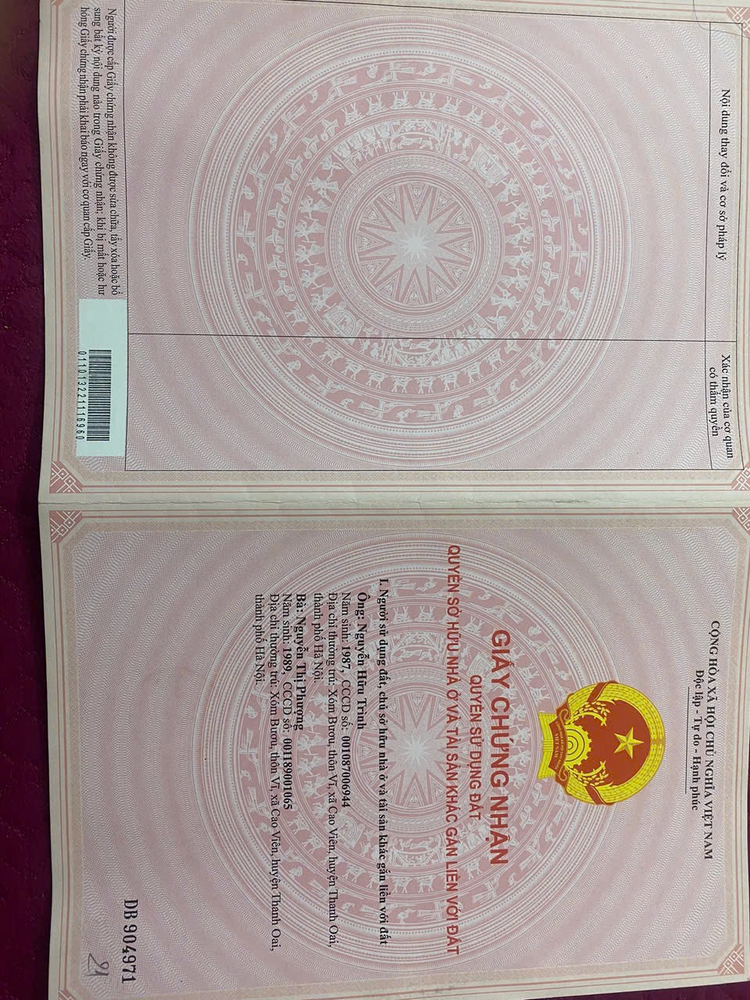 Nội dung thay đổi và cơ sở pháp lý
Xác nhận của cơ quan
có thẩm quyền
Người được cấp Giấy chứng nhận không được sửa chữa, tẩy xóa hoặc bổ
sung bất kỳ nội dung nào trong Giấy chứng nhận; khi bị mất hoặc hư
hỏng Giấy chứng nhận phải khai báo ngay với cơ quan cấp Giấy.
011013221116960
CỘNG HÒA XÃ HỘI CHỦ NGHĨA VIỆT NAM
Độc lập - Tự do - Hạnh phúc
VIỆT NAM
GIẤY CHỨNG NHẬN
QUYỀN SỬ DỤNG ĐẤT
QUYỀN SỞ HỮU NHÀ Ở VÀ TÀI SẢN KHÁC GẮN LIỀN VỚI ĐẤT
I. Người sử dụng đất, chủ sở hữu nhà ở và tài sản khác gắn liền với đất
Ông: Nguyễn Hữu Trình
Năm sinh: 1987, CCCD số: 001087006944
Địa chỉ thường trú: Xóm Bươu, thôn Vĩ, xã Cao Viên, huyện Thanh Oai,
thành phố Hà Nội.
Bà: Nguyễn Thị Phượng
Năm sinh: 1989, CCCD số: 001189001065
Địa chỉ thường trú: Xóm Bươu, thôn Vĩ, xã Cao Viên, huyện Thanh Oai,
thành phố Hà Nội.
DB 904971